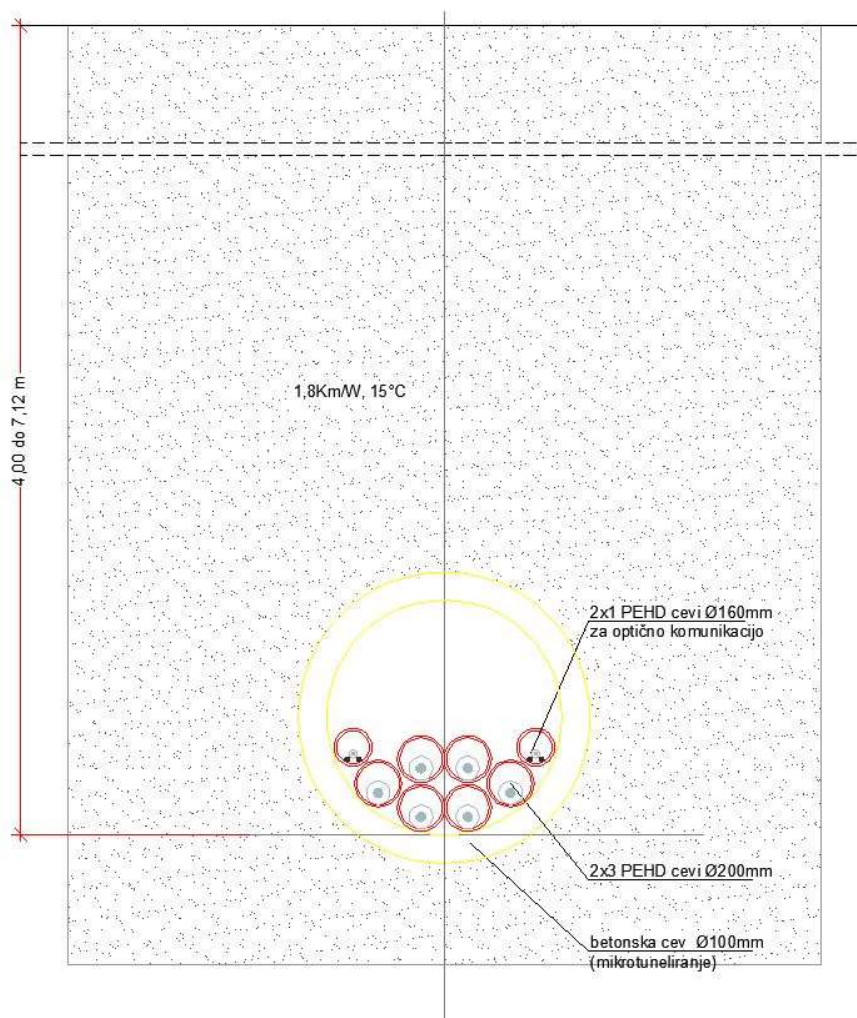 4,00 do 7,12 m
1,8Km/W, 15°C
2x1 PEHD cevi Ø160mm
za optično komunikacijo
2x3 PEHD cevi Ø200mm
betonska cev Ø100mm
(mikrotuneliranje)